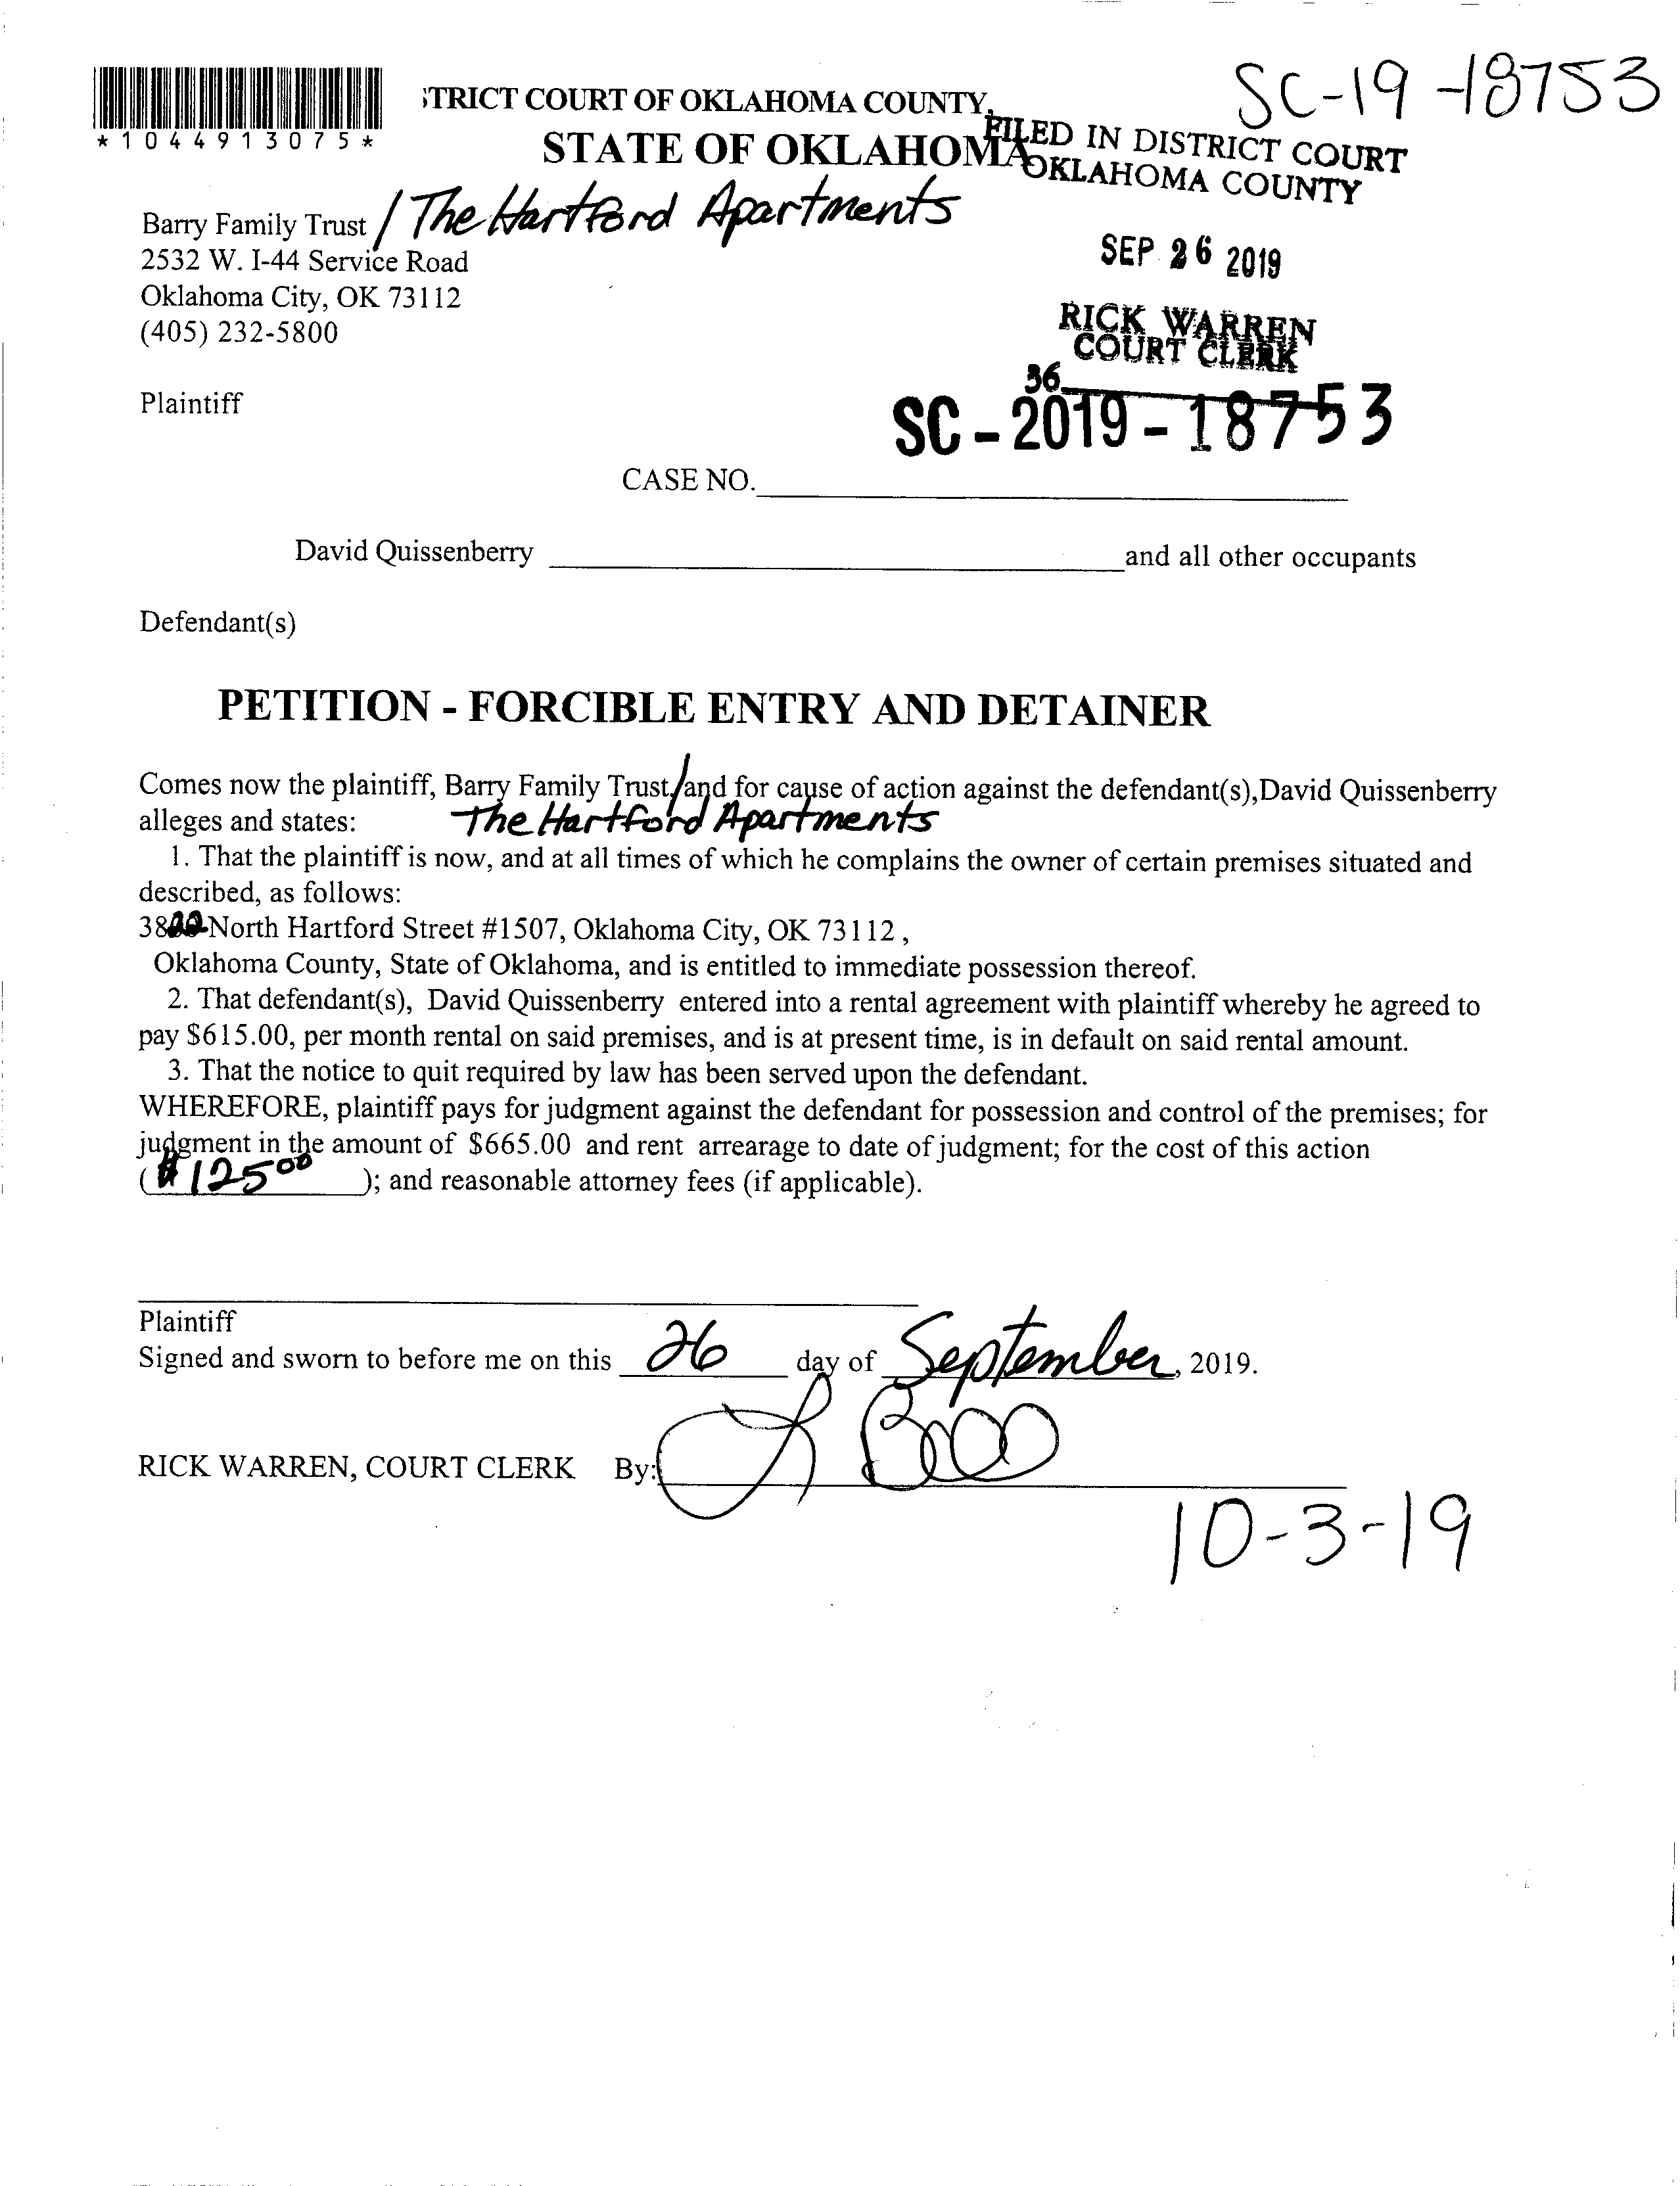 SC-19-18753
*1044913075*
TRICT COURT OF OKLAHOMA COUNTY,
STATE OF OKLAHOMA
FILED IN DISTRICT COURT
OKLAHOMA COUNTY
Barry Family Trust / The Hartford Apartments
2532 W. I-44 Service Road
Oklahoma City, OK 73112
(405) 232-5800
SEP 26 2019
RICK WARREN
COURT CLERK
36
Plaintiff
SC-2019-18753
CASE NO.
David Quissenberry and all other occupants
Defendant(s)
PETITION - FORCIBLE ENTRY AND DETAINER
Comes now the plaintiff, Barry Family Trust,/and for cause of action against the defendant(s),David Quissenberry
alleges and states: The Hartford Apartments
1. That the plaintiff is now, and at all times of which he complains the owner of certain premises situated and
described, as follows:
North Hartford Street #1507, Oklahoma City, OK 73112 ,
Oklahoma County, State of Oklahoma, and is entitled to immediate possession thereof.
2. That defendant(s), David Quissenberry entered into a rental agreement with plaintiff whereby he agreed to
pay $615.00, per month rental on said premises, and is at present time, is in default on said rental amount.
3. That the notice to quit required by law has been served upon the defendant.
WHEREFORE, plaintiff pays for judgment against the defendant for possession and control of the premises; for
judgment in the amount of $665.00 and rent arrearage to date of judgment; for the cost of this action
( $125.00 ); and reasonable attorney fees (if applicable).
Plaintiff
Signed and sworn to before me on this 26 day of September, 2019.
RICK WARREN, COURT CLERK By:
10-3-19